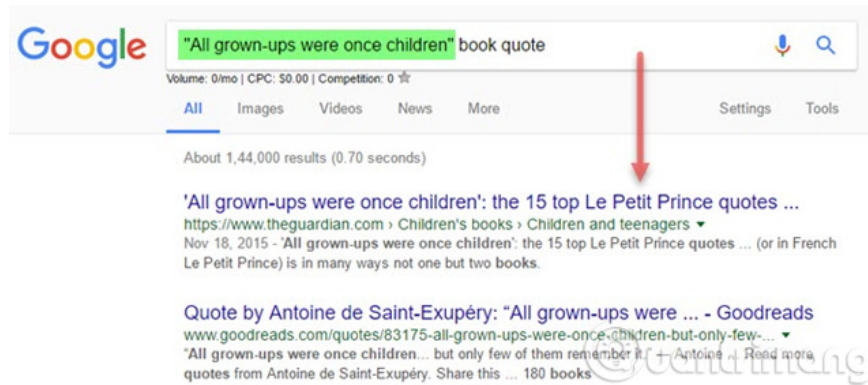 Google
"All grown-ups were once children" book quote
Volume: 0/mo | CPC: $0.00 | Competition: 0
All Images Videos News More Settings Tools
About 1,44,000 results (0.70 seconds)
'All grown-ups were once children': the 15 top Le Petit Prince quotes ...
https://www.theguardian.com › Children's books › Children and teenagers
Nov 18, 2015 - 'All grown-ups were once children': the 15 top Le Petit Prince quotes ... (or in French
Le Petit Prince) is in many ways not one but two books.
Quote by Antoine de Saint-Exupéry: “All grown-ups were ... - Goodreads
www.goodreads.com/quotes/83175-all-grown-ups-were-once-children-but-only-few-...
“All grown-ups were once children... but only few of them remember it.” ― Antoine ... Read more
quotes from Antoine de Saint-Exupéry. Share this ... 180 books
Quantrimang